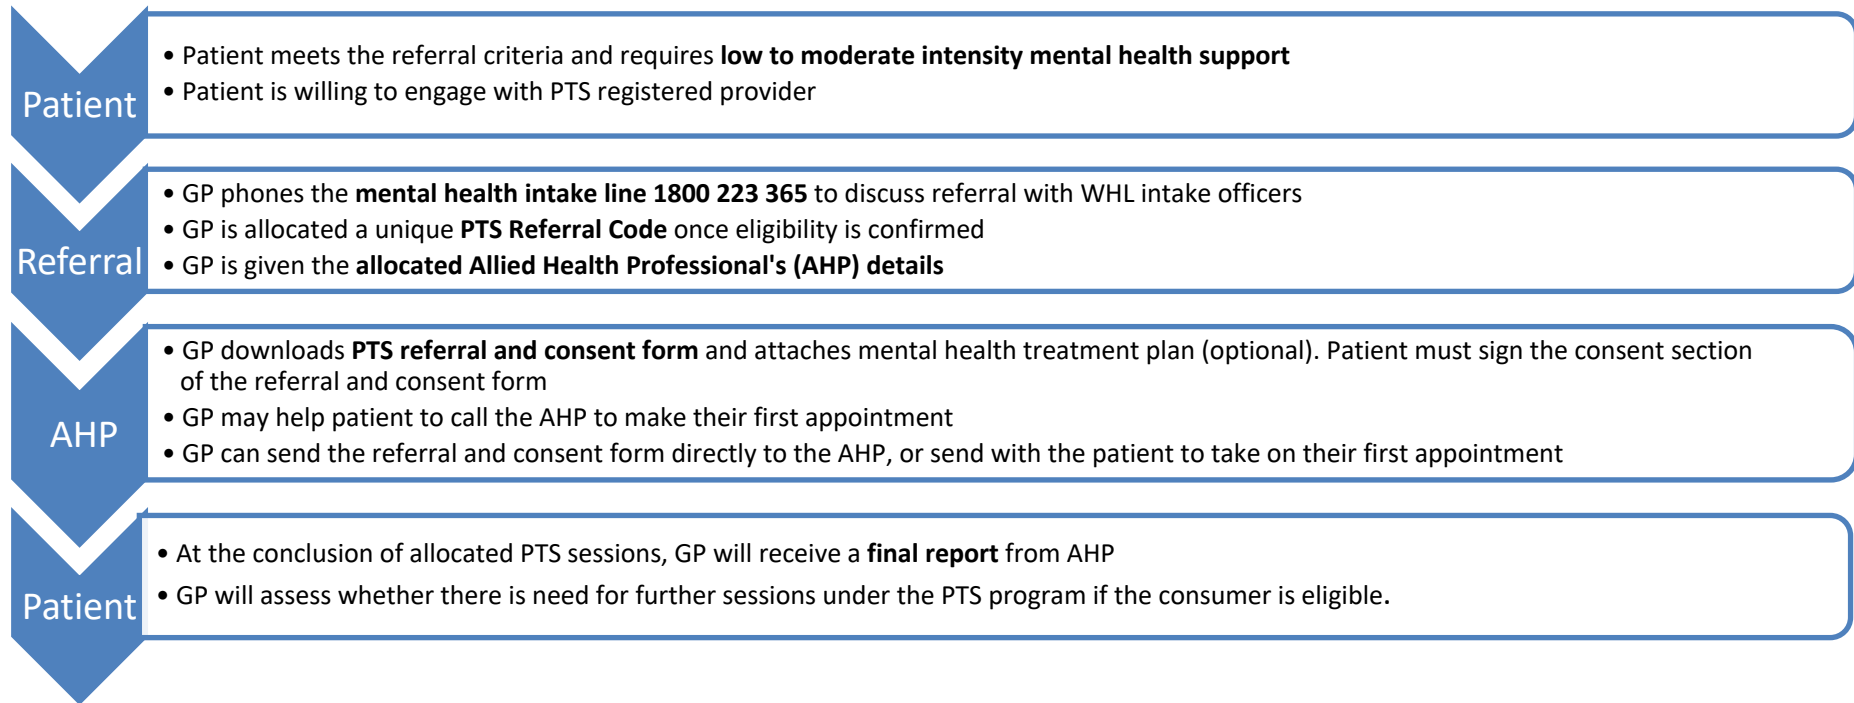 Patient
• Patient meets the referral criteria and requires low to moderate intensity mental health support
• Patient is willing to engage with PTS registered provider
Referral
• GP phones the mental health intake line 1800 223 365 to discuss referral with WHL intake officers
• GP is allocated a unique PTS Referral Code once eligibility is confirmed
• GP is given the allocated Allied Health Professional's (AHP) details
AHP
• GP downloads PTS referral and consent form and attaches mental health treatment plan (optional). Patient must sign the consent section
of the referral and consent form
• GP may help patient to call the AHP to make their first appointment
• GP can send the referral and consent form directly to the AHP, or send with the patient to take on their first appointment
Patient
• At the conclusion of allocated PTS sessions, GP will receive a final report from AHP
• GP will assess whether there is need for further sessions under the PTS program if the consumer is eligible.